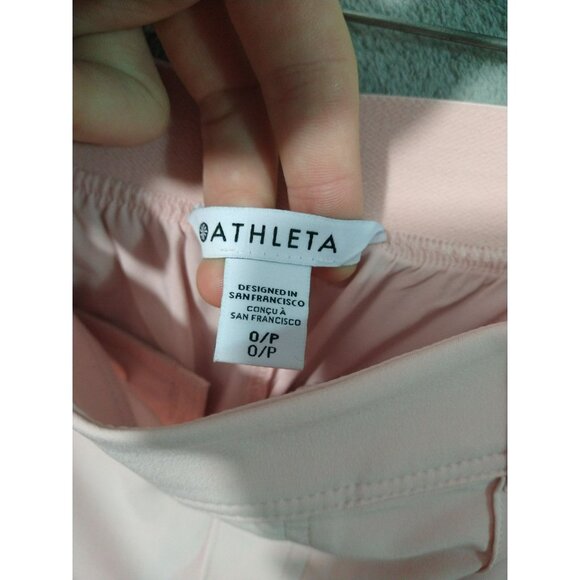 ATHLETA
DESIGNED IN
SAN FRANCISCO
CONÇU À
SAN FRANCISCO
0/P
0/P